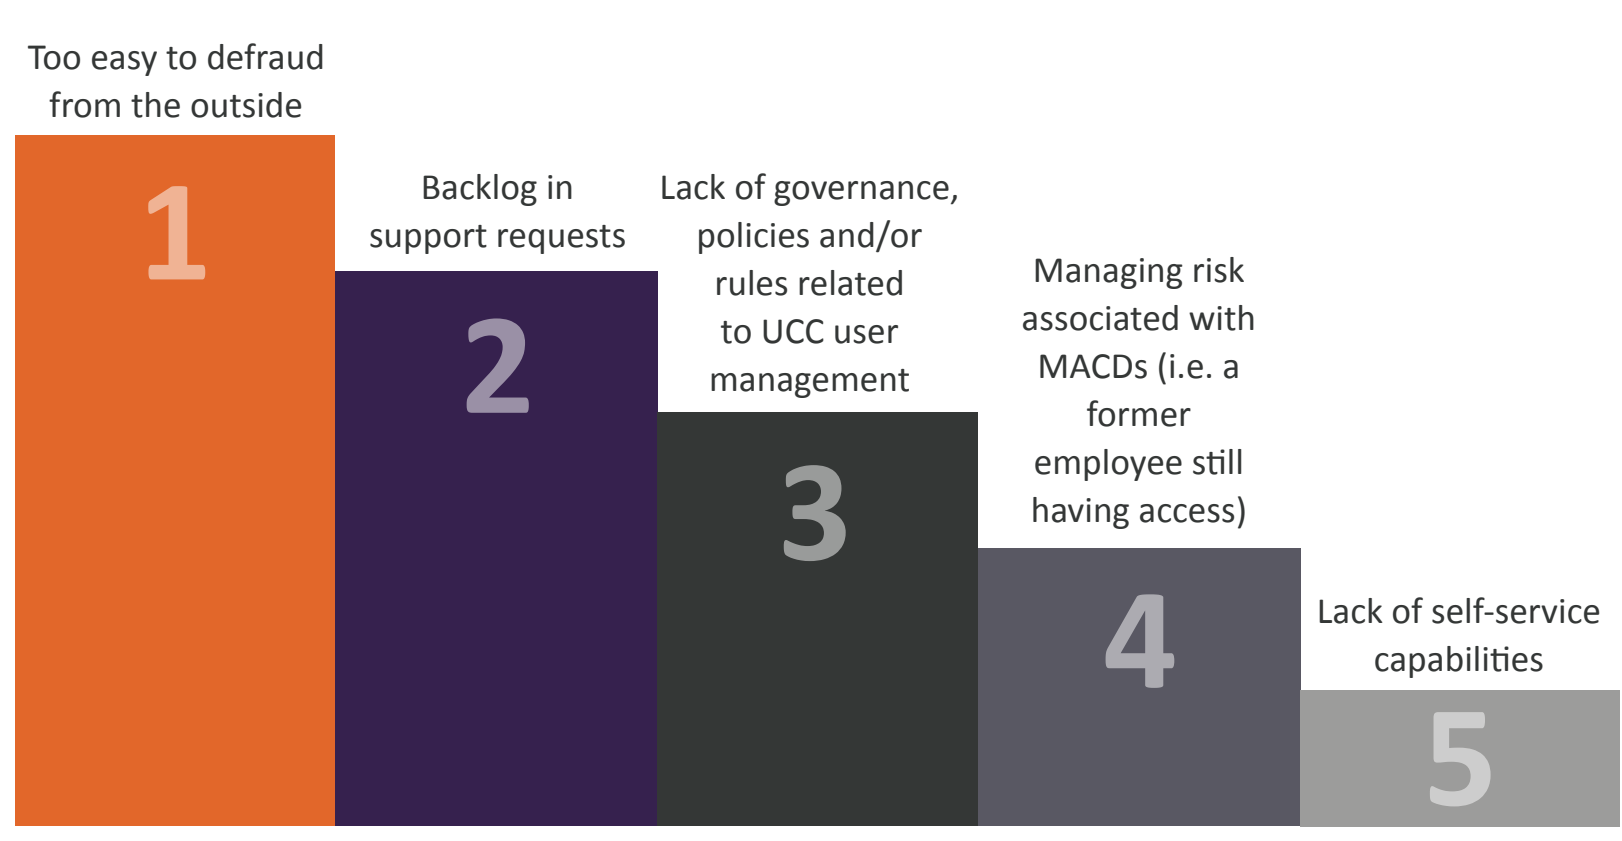 Too easy to defraud
from the outside
1
Backlog in
support requests
2
Lack of governance,
policies and/or
rules related
to UCC user
management
3
Managing risk
associated with
MACDs (i.e. a
former
employee still
having access)
4
Lack of self-service
capabilities
5